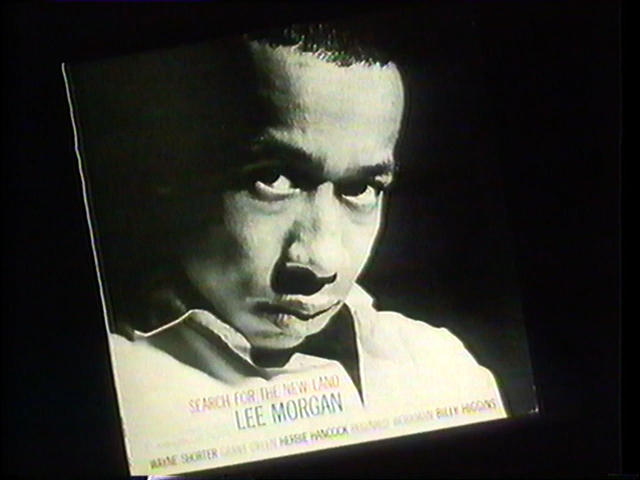 SEARCH FOR THE NEW LAND
LEE MORGAN
WAYNE SHORTER GRANT GREEN HERBIE HANCOCK REGINALD WORKMAN BILLY HIGGINS